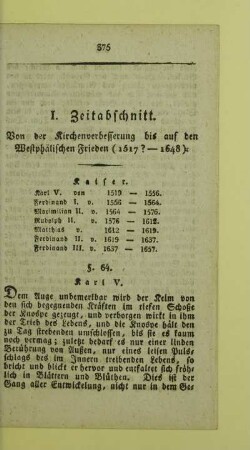 375
I. Zeitabschnitt.
Von der Kirchenverbesserung bis auf den
Westphälischen Frieden (1517?—1648):
Kaiser.
Karl V. von 1519 — 1556.
Ferdinand I. v. 1556 — 1564.
Maximilian II. v. 1564 — 1576.
Rudolph II. v. 1576 — 1612.
Matthias v. 1612 — 1619.
Ferdinand II. v. 1619 — 1637.
Ferdinand III. v. 1637 — 1657.
§. 64.
Karl V.
Dem Auge unbemerkbar wird der Keim von
den sich begegnenden Kräften im tiefen Schoße
der Knospe gezeugt, und verborgen wirkt in ihm
der Trieb des Lebens, und die Knospe hält den
zu Tag strebenden umschlossen, bis sie es kaum
noch vermag; zuletzt bedarf es nur einer linden
Berührung von Außen, nur eines leisen Puls-
schlags des im Innern treibenden Lebens, so
bricht und blickt er hervor und entfaltet sich fröh-
lich in Blättern und Blüthen. Dies ist der
Gang aller Entwickelung, nicht nur in dem Ge-